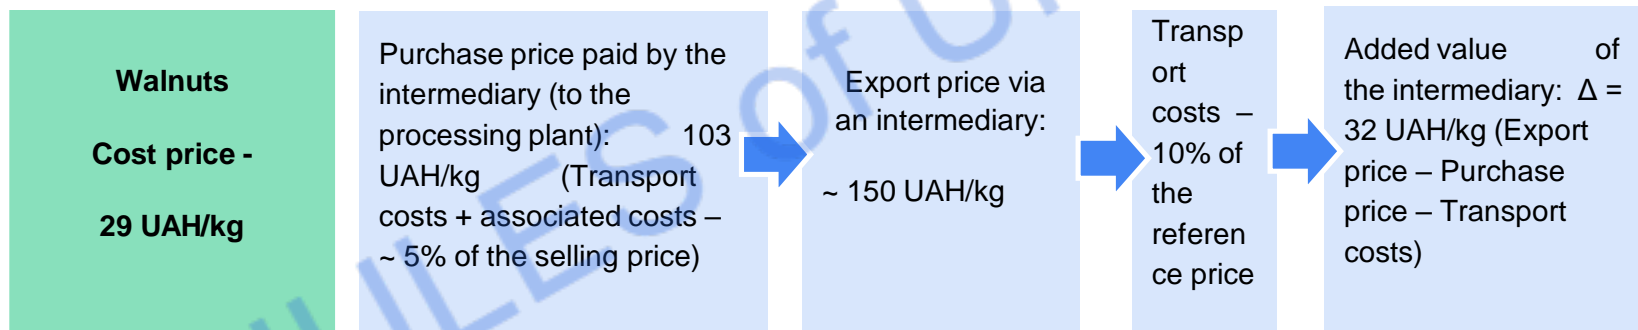 Walnuts
Cost price -
29 UAH/kg
Purchase price paid by the
intermediary (to the
processing plant): 103
UAH/kg (Transport
costs + associated costs –
~ 5% of the selling price)
Export price via
an intermediary:
~ 150 UAH/kg
Transp
ort
costs –
10% of
the
referen
ce price
Added value of
the intermediary: Δ =
32 UAH/kg (Export
price – Purchase
price – Transport
costs)